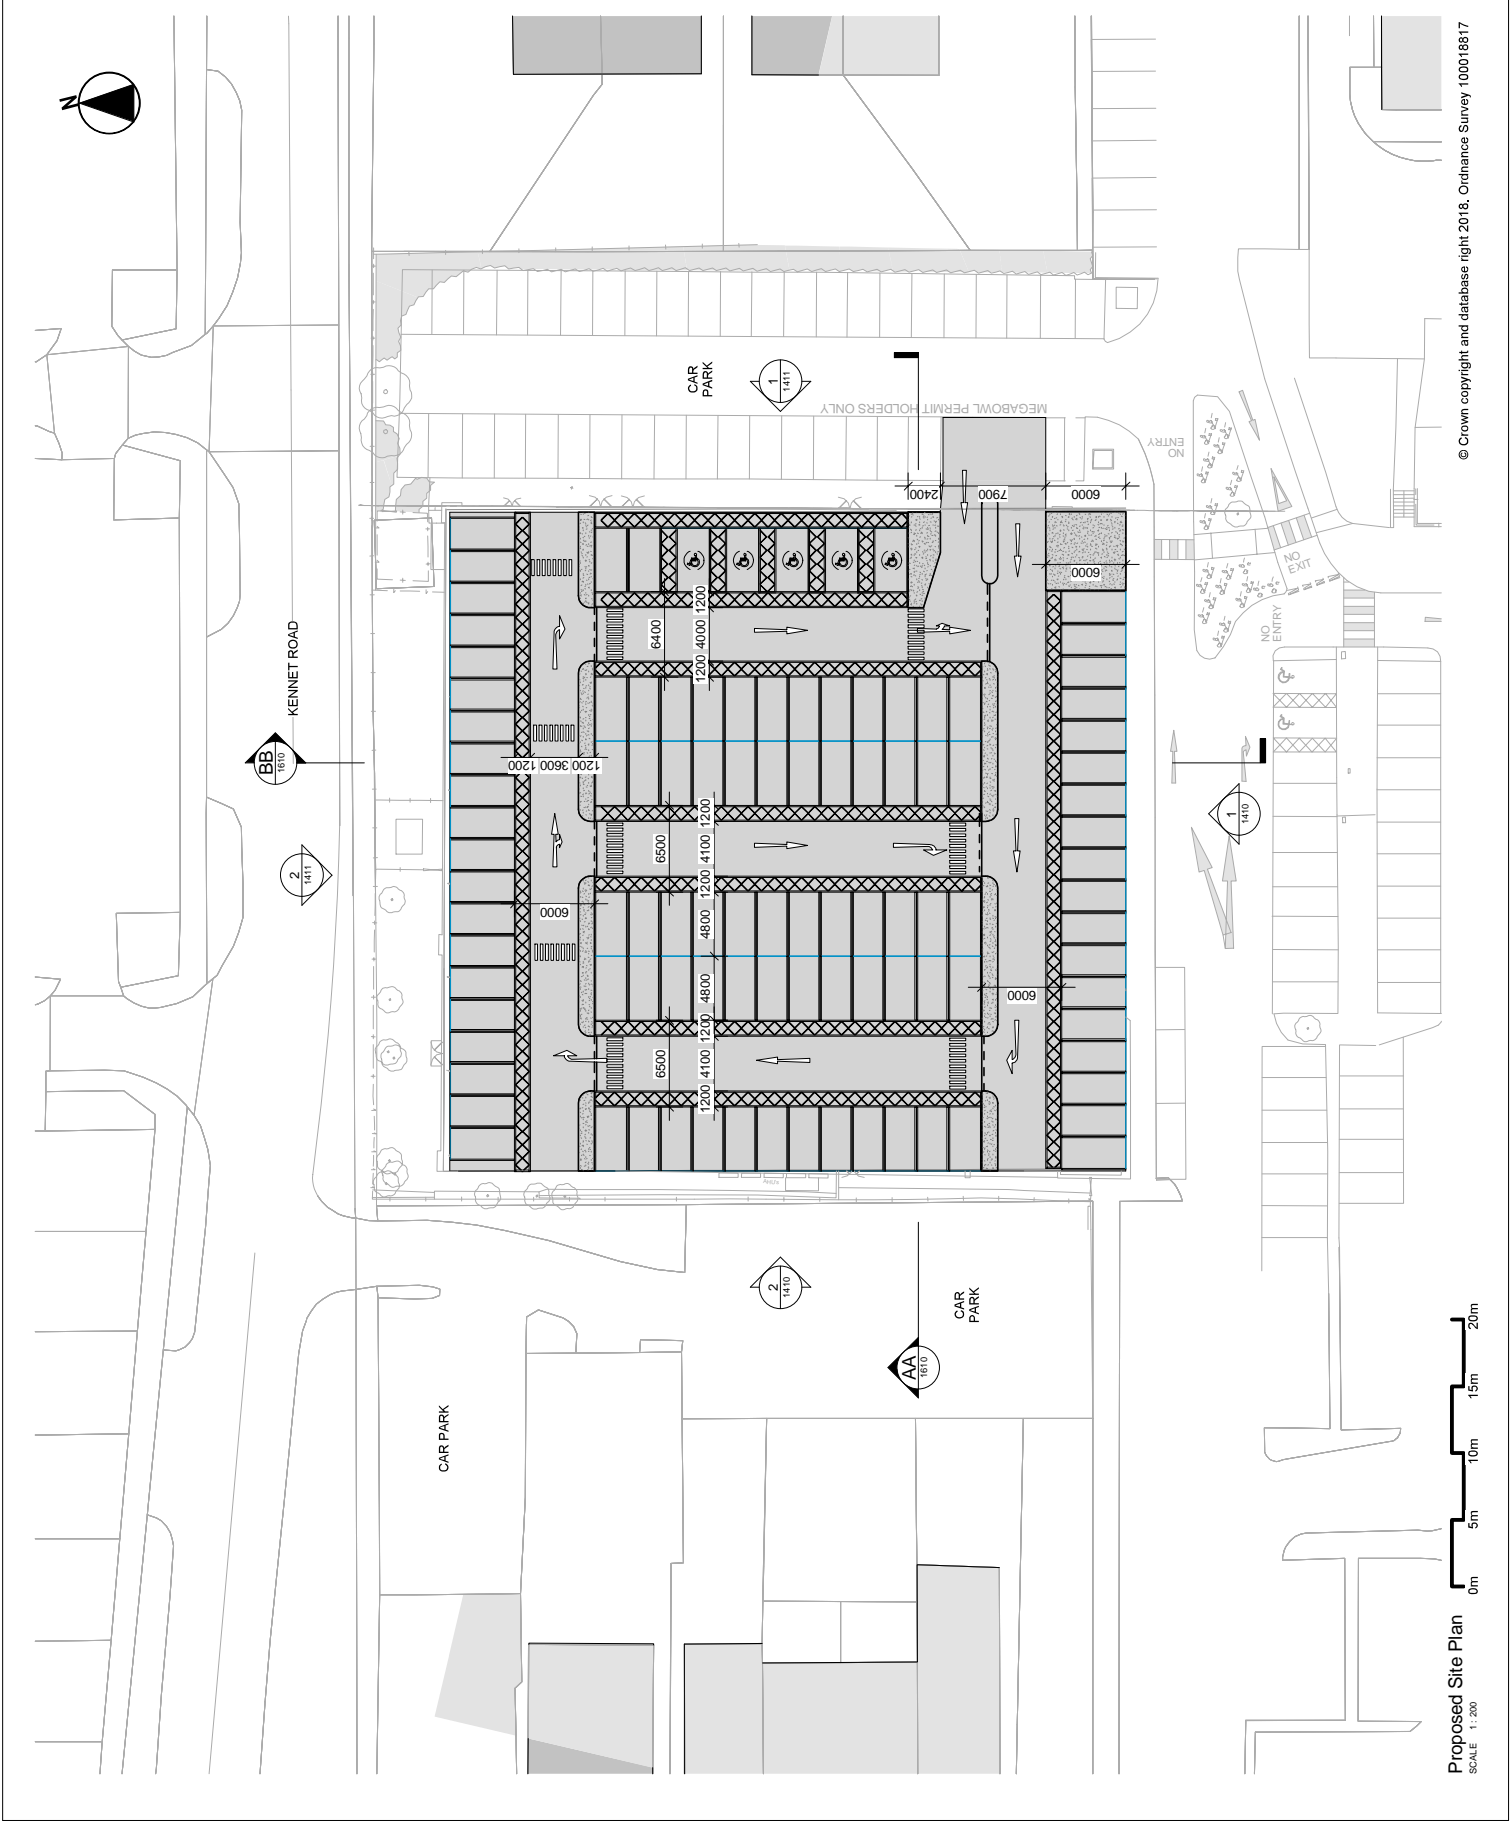 N
KENNET ROAD
BB
1610
2
1411
CAR
PARK
1
1411
MEGABOWL PERMIT HOLDERS ONLY
NO
ENTRY
NO
EXIT
NO
ENTRY
2400
7900
6000
6000
1200
6400
4000
1200
1200
3600
1200
1200
6500
4100
1200
6000
4800
4800
6000
1200
6500
4100
1200
1
1410
2
1410
AA
1610
CAR
PARK
CAR PARK
Proposed Site Plan
SCALE 1 : 200
0m
5m
10m
15m
20m
© Crown copyright and database right 2018. Ordnance Survey 100018817